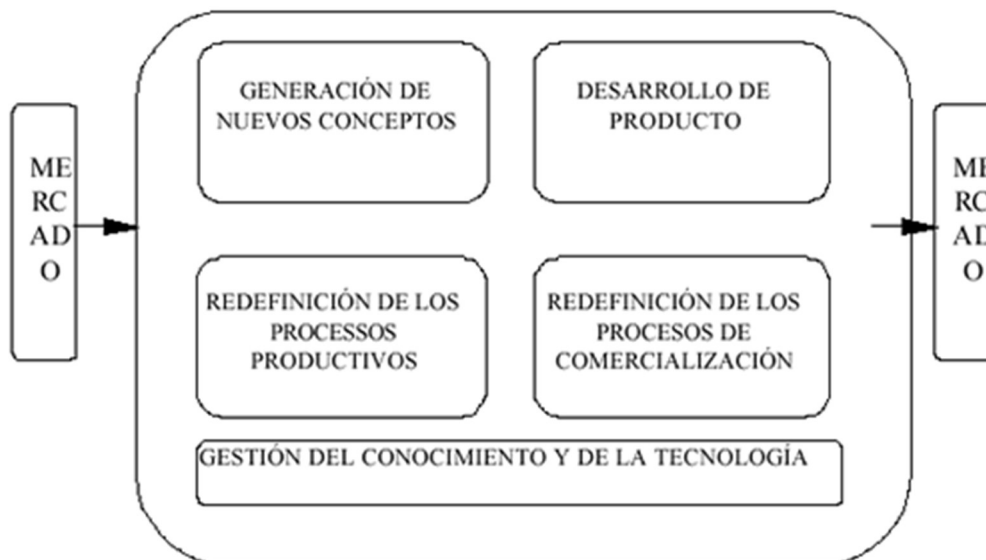 ME
RC
AD
O
GENERACIÓN DE
NUEVOS CONCEPTOS
DESARROLLO DE
PRODUCTO
REDEFINICIÓN DE LOS
PROCESSOS
PRODUCTIVOS
REDEFINICIÓN DE LOS
PROCESOS DE
COMERCIALIZACIÓN
GESTIÓN DEL CONOCIMIENTO Y DE LA TECNOLOGÍA
ME
RC
AD
O